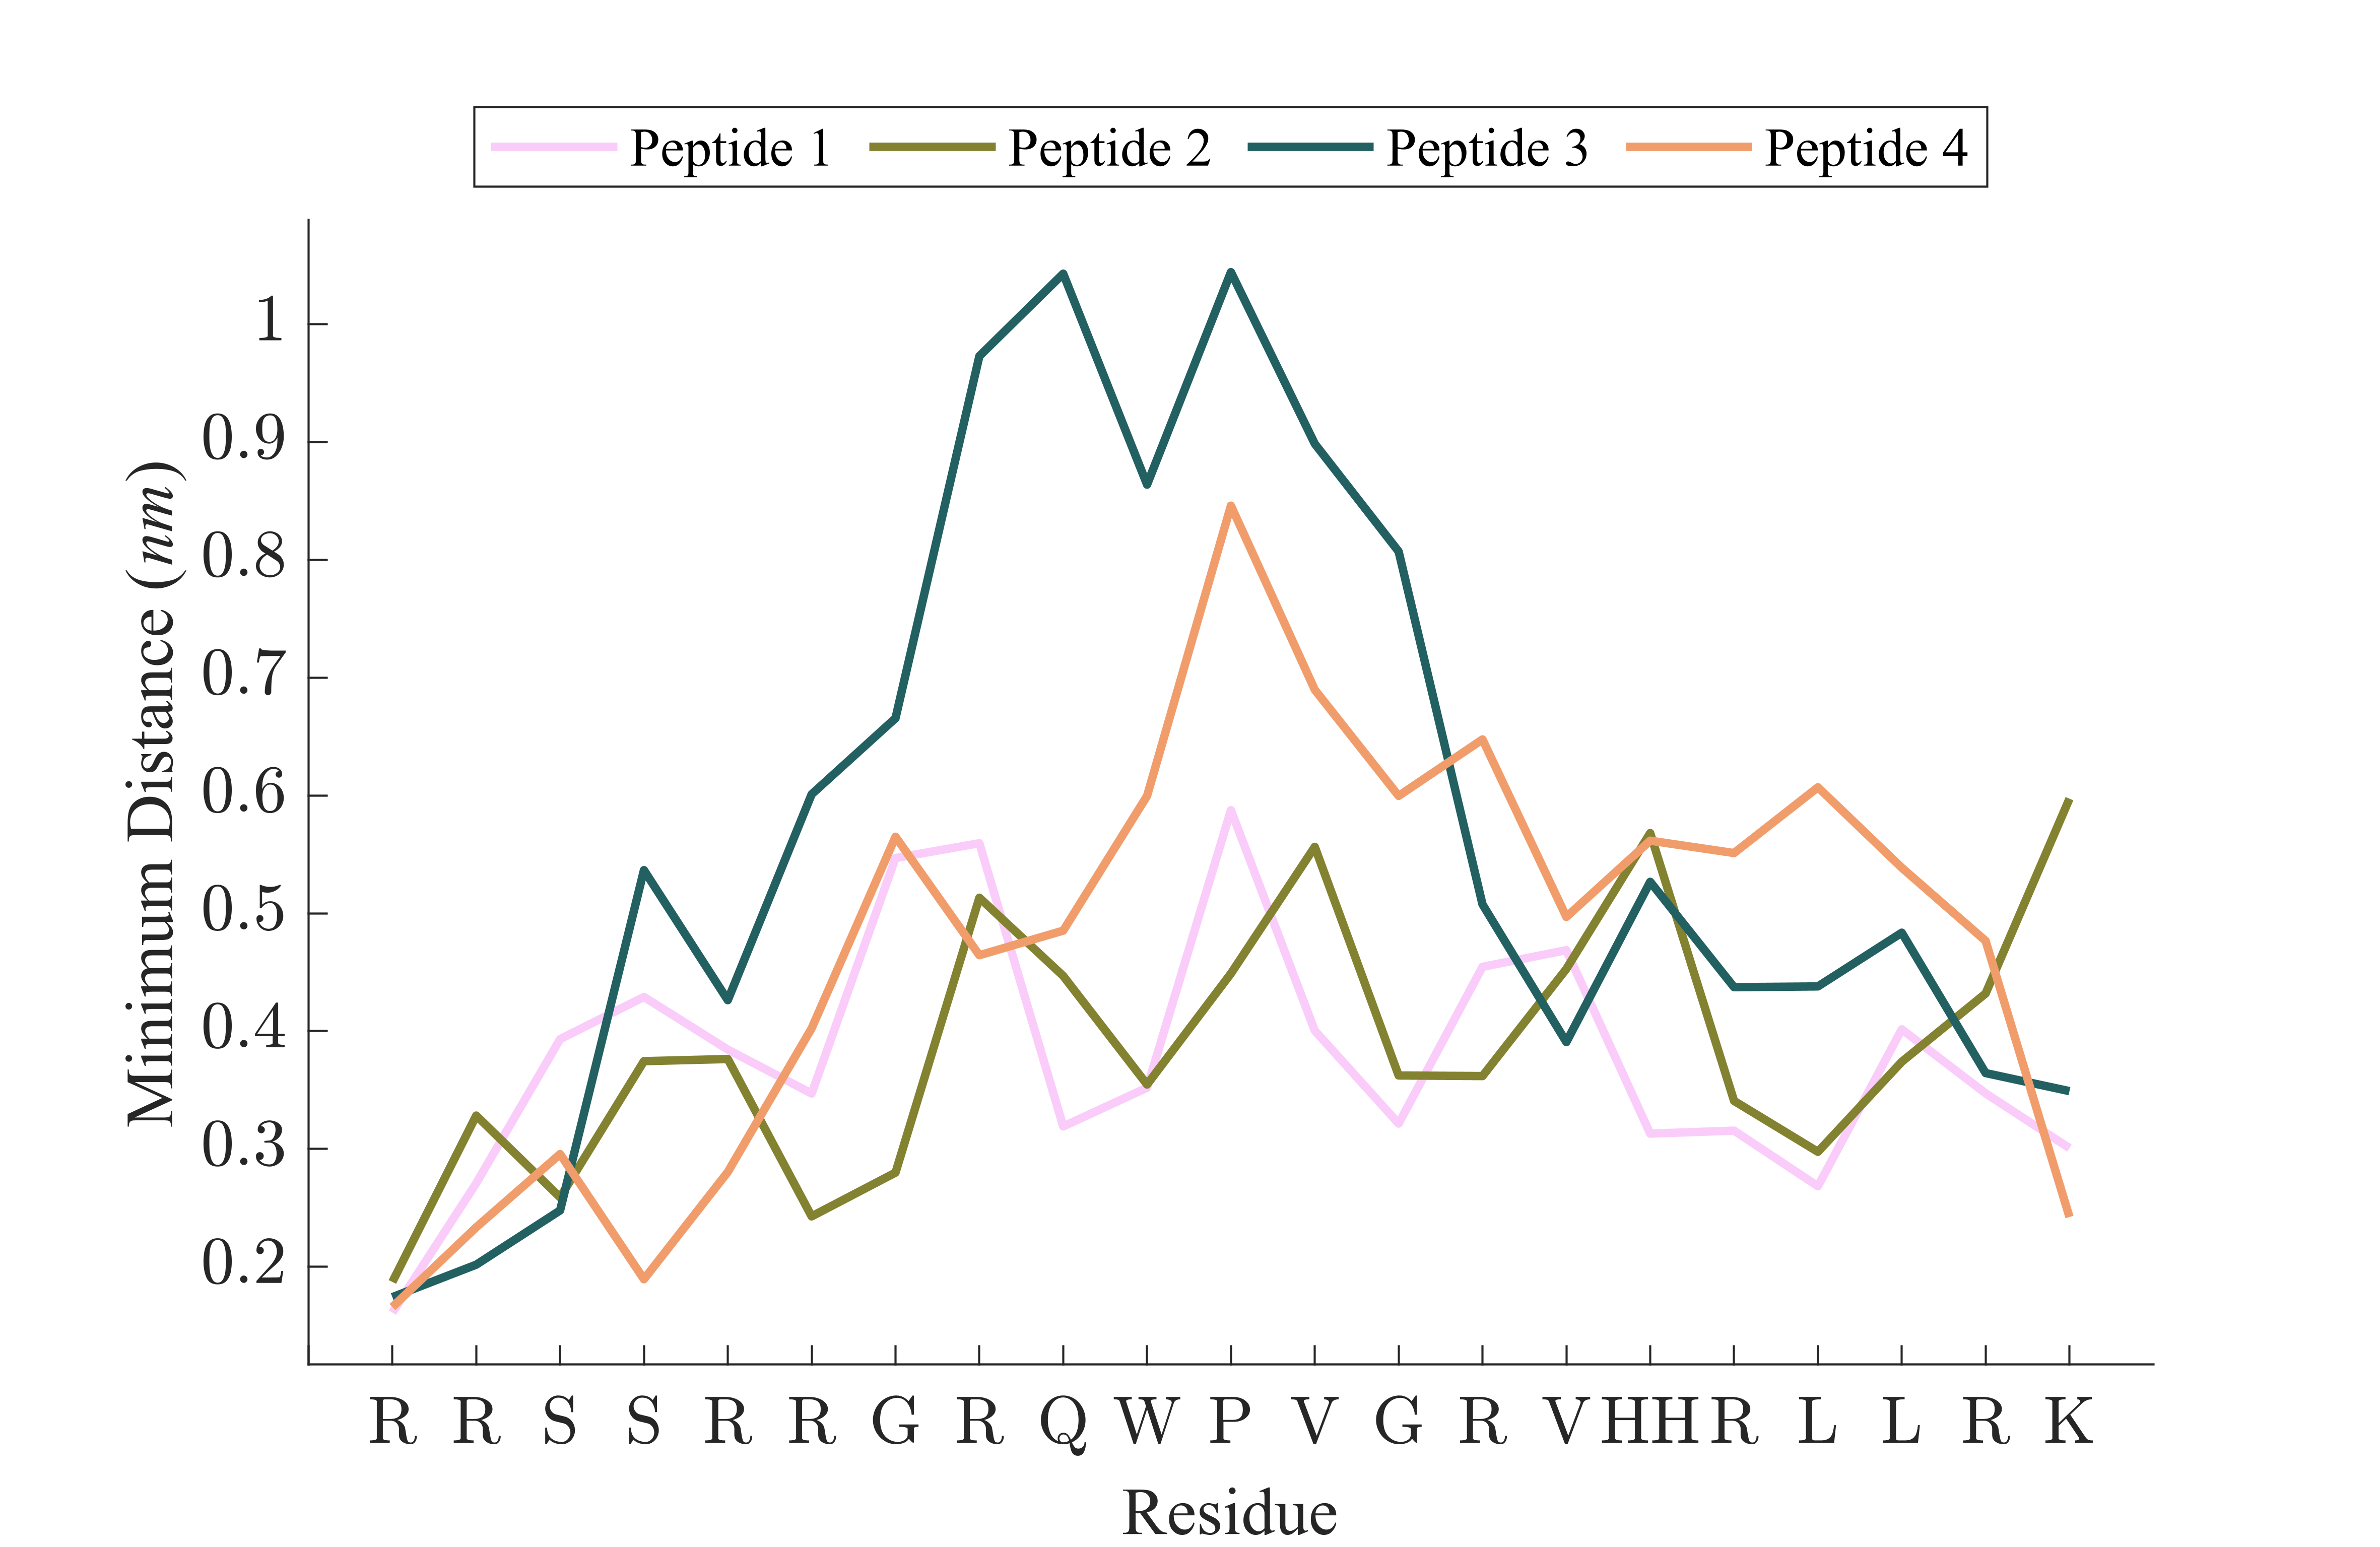 Peptide 1 Peptide 2 Peptide 3 Peptide 4
1
0.9
0.8
0.7
0.6
0.5
0.4
0.3
0.2
Minimum Distance (nm)
R R S S R R G R Q W P V G R V HH R L L R K
Residue